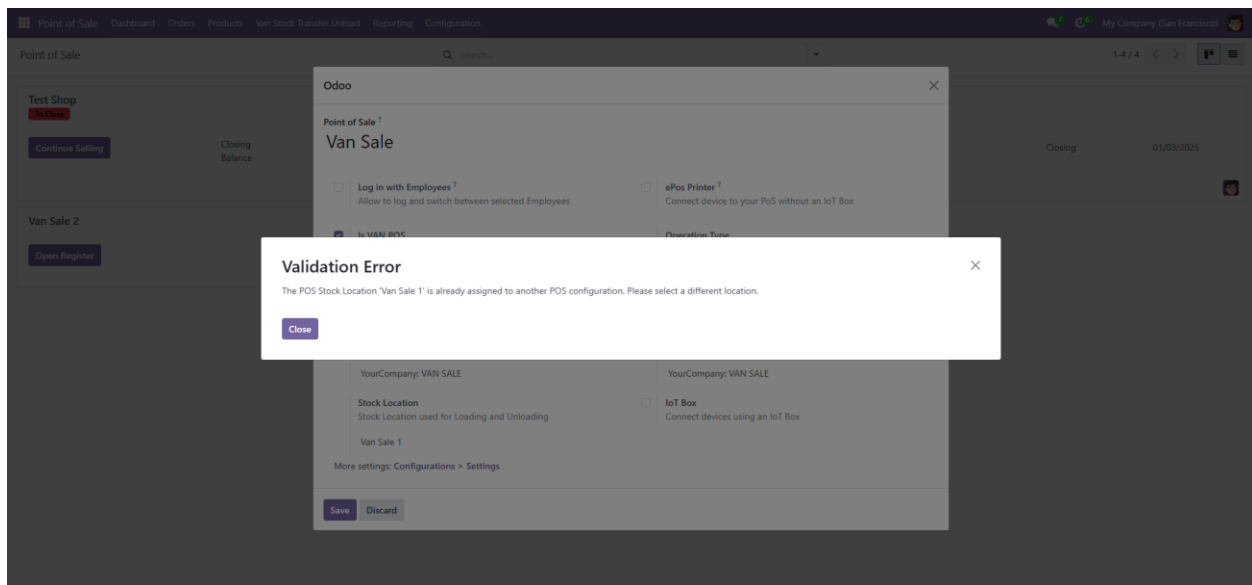 Point of Sale Dashboard Orders Products Van Stock Transfer Unload Reporting Configuration
7 6 My Company (San Francisco)
Point of Sale
Search...
1-4 / 4
Odoo
Test Shop
To Close
Continue Selling
Closing
Balance
Closing
01/03/2025
Van Sale 2
Open Register
Point of Sale ?
Van Sale
Log in with Employees ?
Allow to log and switch between selected Employees
ePos Printer ?
Connect device to your PoS without an IoT Box
Is VAN POS
Operation Type
Validation Error
The POS Stock Location 'Van Sale 1' is already assigned to another POS configuration. Please select a different location.
Close
YourCompany: VAN SALE
YourCompany: VAN SALE
Stock Location
Stock Location used for Loading and Unloading
Van Sale 1
IoT Box
Connect devices using an IoT Box
More settings: Configurations > Settings
Save
Discard